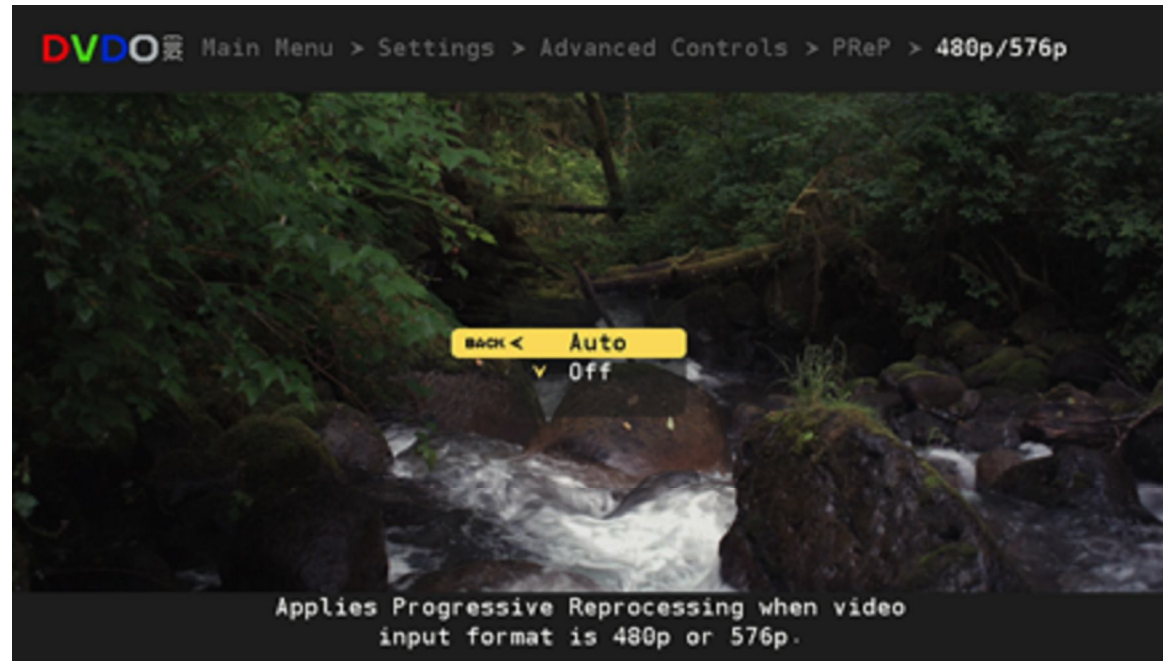 DVDO Main Menu > Settings > Advanced Controls > PReP > 480p/576p
BACK < Auto
Off
Applies Progressive Reprocessing when video
input format is 480p or 576p.